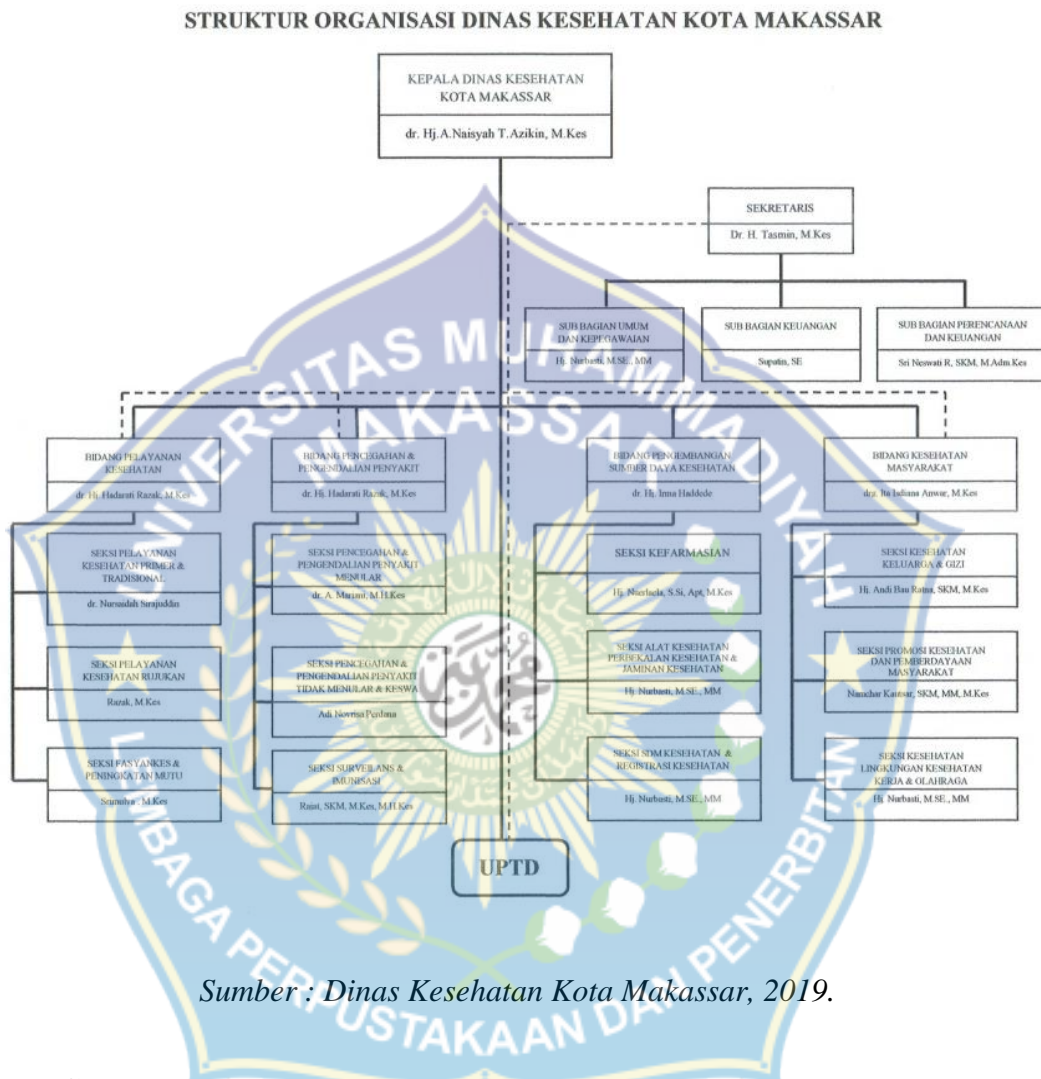 STRUKTUR ORGANISASI DINAS KESEHATAN KOTA MAKASSAR
KEPALA DINAS KESEHATAN
KOTA MAKASSAR
dr. Hj.A.Naisyah T.Azikin, M.Kes
SEKRETARIS
Dr. H. Tasmin, M.Kes
SUB BAGIAN UMUM
DAN KEPEGAWAIAN
Hj. Nurbasti, M.SE., MM
SUB BAGIAN KEUANGAN
Supatin, SE
SUB BAGIAN PERENCANAAN
DAN KEUANGAN
Sri Neswati R, SKM, M.Adm.Kes
BIDANG PELAYANAN
KESEHATAN
dr. Hj. Hadarati Razak, M.Kes
BIDANG PENCEGAHAN &
PENGENDALIAN PENYAKIT
dr. Hj. Hadarati Razak, M.Kes
BIDANG PENGEMBANGAN
SUMBER DAYA KESEHATAN
dr. Hj. Irma Haddede
BIDANG KESEHATAN
MASYARAKAT
Anwar, M.Kes
SEKSI PELAYANAN
KESEHATAN PRIMER &
TRADISIONAL
dr. Nursaidah Sirajuddin
SEKSI PENCEGAHAN &
PENGENDALIAN PENYAKIT
MENULAR
dr. A. Mariani, M.H.Kes
SEKSI KEFARMASIAN
Hj. S.Si, Apt, M.Kes
SEKSI KESEHATAN
KELUARGA & GIZI
Hj. Andi Bau Ratna, SKM, M.Kes
SEKSI PELAYANAN
KESEHATAN RUJUKAN
Razak, M.Kes
SEKSI PENCEGAHAN &
PENGENDALIAN PENYAKIT
TIDAK MENULAR & KESWA
Adi Novrisa Perdana
SEKSI ALAT KESEHATAN
PERBEKALAN KESEHATAN &
JAMINAN KESEHATAN
Hj. Nurbasti, M.SE., MM
SEKSI PROMOSI KESEHATAN
DAN PEMBERDAYAAN
MASYARAKAT
SKM, MM, M.Kes
SEKSI FASYANKES &
PENINGKATAN MUTU
M.Kes
SEKSI SURVEILANS &
IMUNISASI
SKM, M.Kes, M.H.Kes
SEKSI SDM KESEHATAN &
REGISTRASI KESEHATAN
Hj. Nurbasti, M.SE., MM
SEKSI KESEHATAN
LINGKUNGAN KESEHATAN
KERJA & OLAHRAGA
Hj. Nurbasti, M.SE., MM
UPTD
UNIVERSITAS MUHAMMADIYAH
MAKASSAR
LEMBAGA PERPUSTAKAAN DAN PENERBITAN
Sumber : Dinas Kesehatan Kota Makassar, 2019.